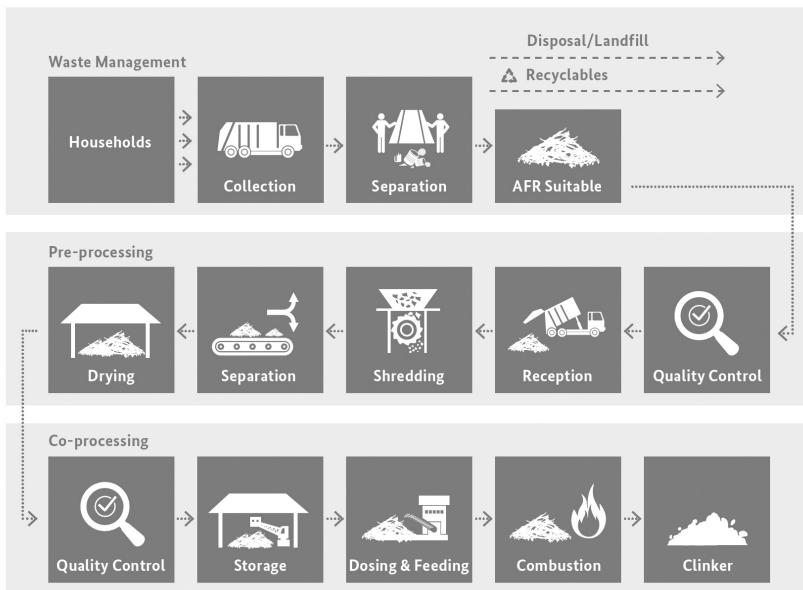 Disposal/Landfill
Waste Management
Recyclables
Households
Collection
Separation
AFR Suitable
Pre-processing
Drying
Separation
Shredding
Reception
Quality Control
Co-processing
Quality Control
Storage
Dosing & Feeding
Combustion
Clinker